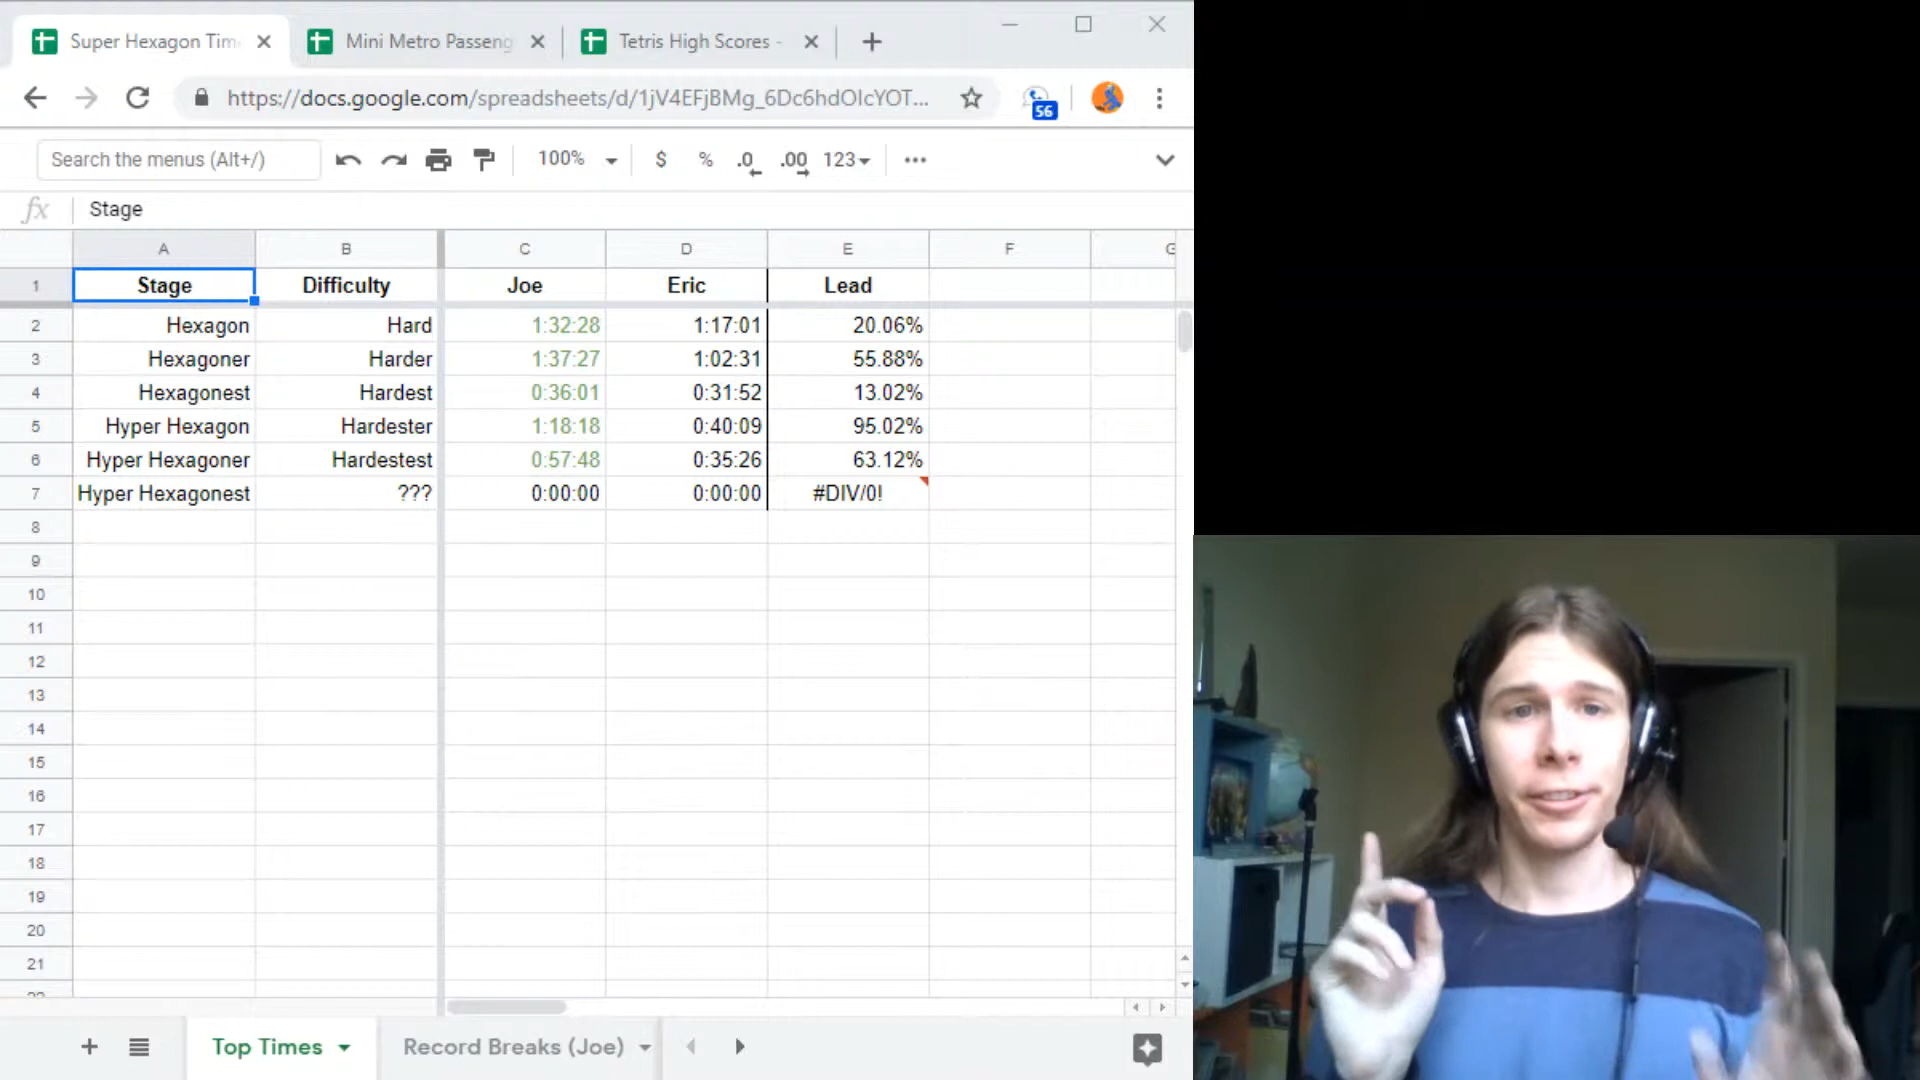 Super Hexagon Tim
Mini Metro Passeng
Tetris High Scores -
https://docs.google.com/spreadsheets/d/1jV4EFjBMg_6Dc6hdOIcYOT...
56
Search the menus (Alt+/)
100%
$
%
.0
.00
123
fx
Stage
A B C D E F G
1 Stage Difficulty Joe Eric Lead
2 Hexagon Hard 1:32:28 1:17:01 20.06%
3 Hexagoner Harder 1:37:27 1:02:31 55.88%
4 Hexagonest Hardest 0:36:01 0:31:52 13.02%
5 Hyper Hexagon Hardester 1:18:18 0:40:09 95.02%
6 Hyper Hexagoner Hardestest 0:57:48 0:35:26 63.12%
7 Hyper Hexagonest ??? 0:00:00 0:00:00 #DIV/0!
8
9
10
11
12
13
14
15
16
17
18
19
20
21
22
Top Times
Record Breaks (Joe)